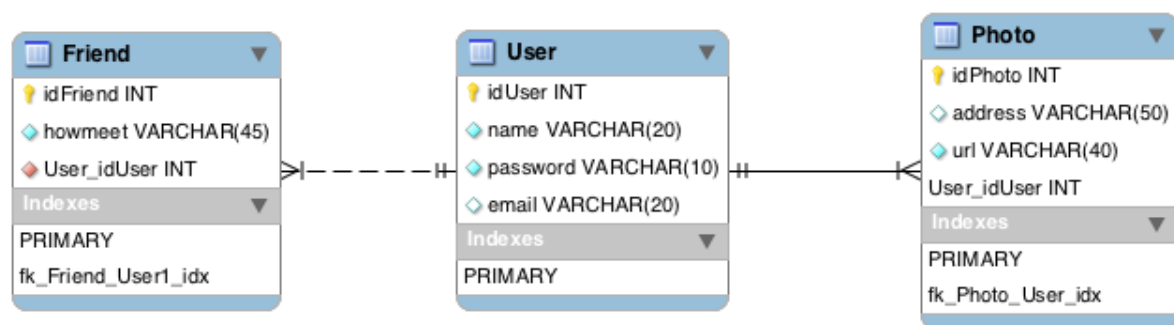 Friend
idFriend INT
howmeet VARCHAR(45)
User_idUser INT
Indexes
PRIMARY
fk_Friend_User1_idx
User
idUser INT
name VARCHAR(20)
password VARCHAR(10)
email VARCHAR(20)
Indexes
PRIMARY
Photo
idPhoto INT
address VARCHAR(50)
url VARCHAR(40)
User_idUser INT
Indexes
PRIMARY
fk_Photo_User_idx